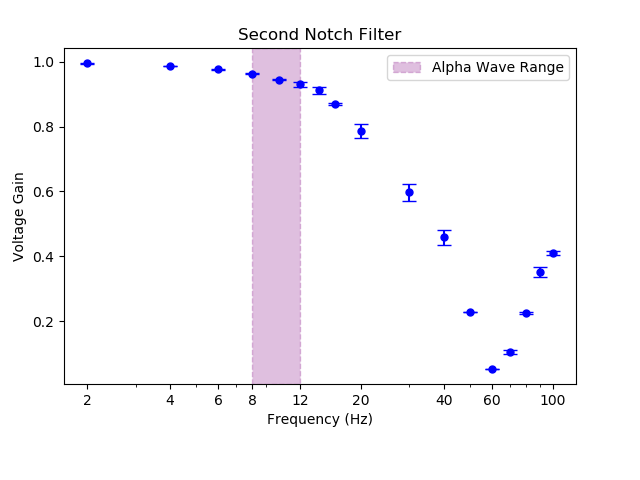 Second Notch Filter
Alpha Wave Range
Voltage Gain
1.0
0.8
0.6
0.4
0.2
2 4 6 8 12 20 40 60 100
Frequency (Hz)